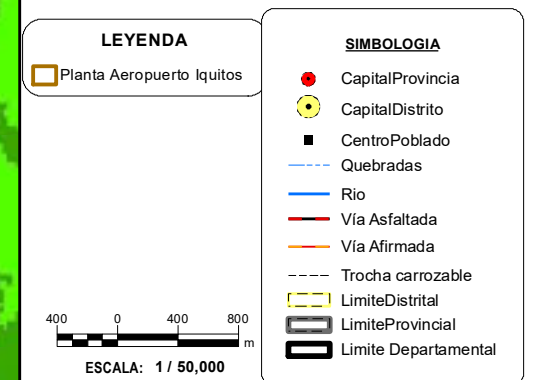 LEYENDA
Planta Aeropuerto Iquitos
400 0 400 800
m
ESCALA: 1 / 50,000
SIMBOLOGIA
CapitalProvincia
CapitalDistrito
CentroPoblado
Quebradas
Rio
Vía Asfaltada
Vía Afirmada
Trocha carrozable
LimiteDistrital
LimiteProvincial
Limite Departamental